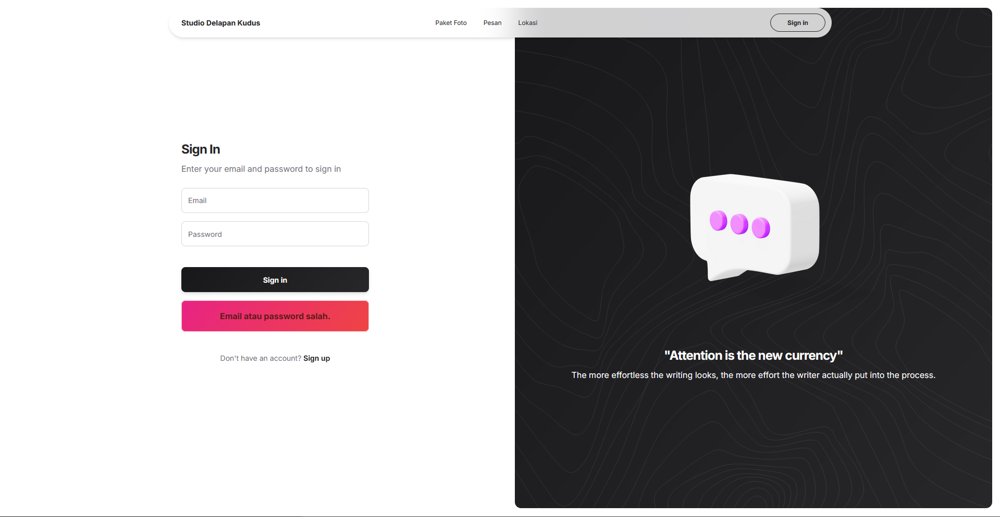 Studio Delapan Kudus
Paket Foto
Pesan
Lokasi
Sign in
Sign In
Enter your email and password to sign in
Email
Password
Sign in
Email atau password salah.
Don't have an account? Sign up
"Attention is the new currency"
The more effortless the writing looks, the more effort the writer actually put into the process.